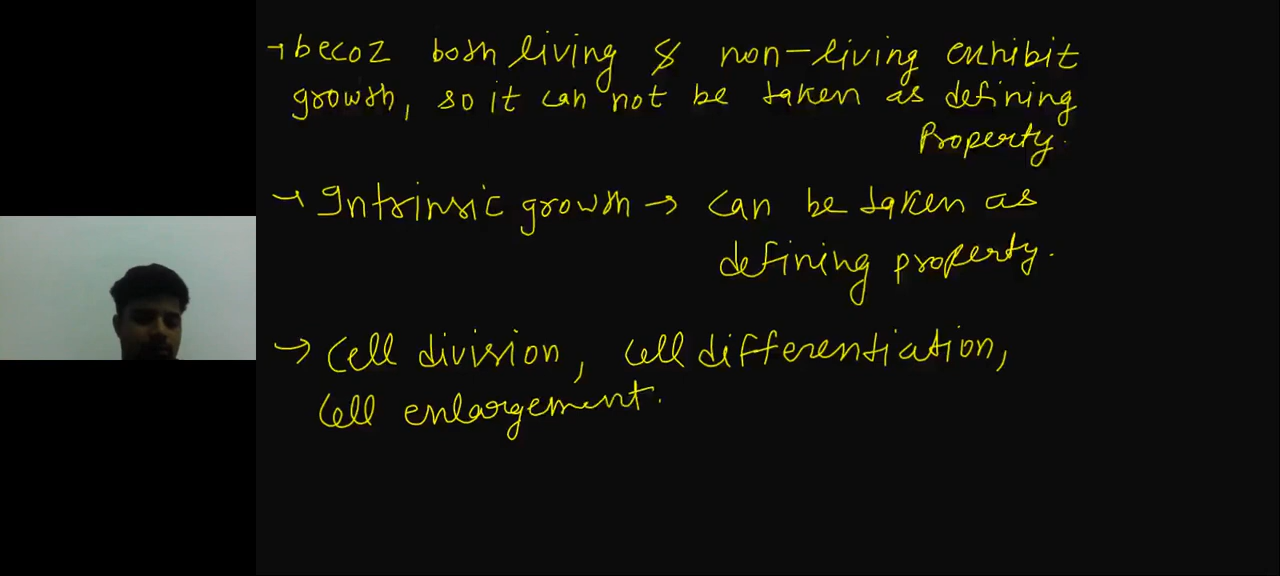 → becoz both living & non-living exhibit
growth, so it can not be taken as defining
Property.
→ Intrinsic growth → can be taken as
defining property.
→ Cell division, cell differentiation,
Cell enlargement.